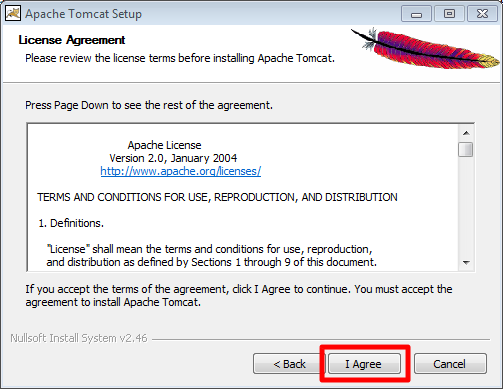 Apache Tomcat Setup
License Agreement
Please review the license terms before installing Apache Tomcat.
Press Page Down to see the rest of the agreement.
Apache License
Version 2.0, January 2004
http://www.apache.org/licenses/
TERMS AND CONDITIONS FOR USE, REPRODUCTION, AND DISTRIBUTION
1. Definitions.
"License" shall mean the terms and conditions for use, reproduction,
and distribution as defined by Sections 1 through 9 of this document.
If you accept the terms of the agreement, click I Agree to continue. You must accept the
agreement to install Apache Tomcat.
Nullsoft Install System v2.46
< Back I Agree Cancel